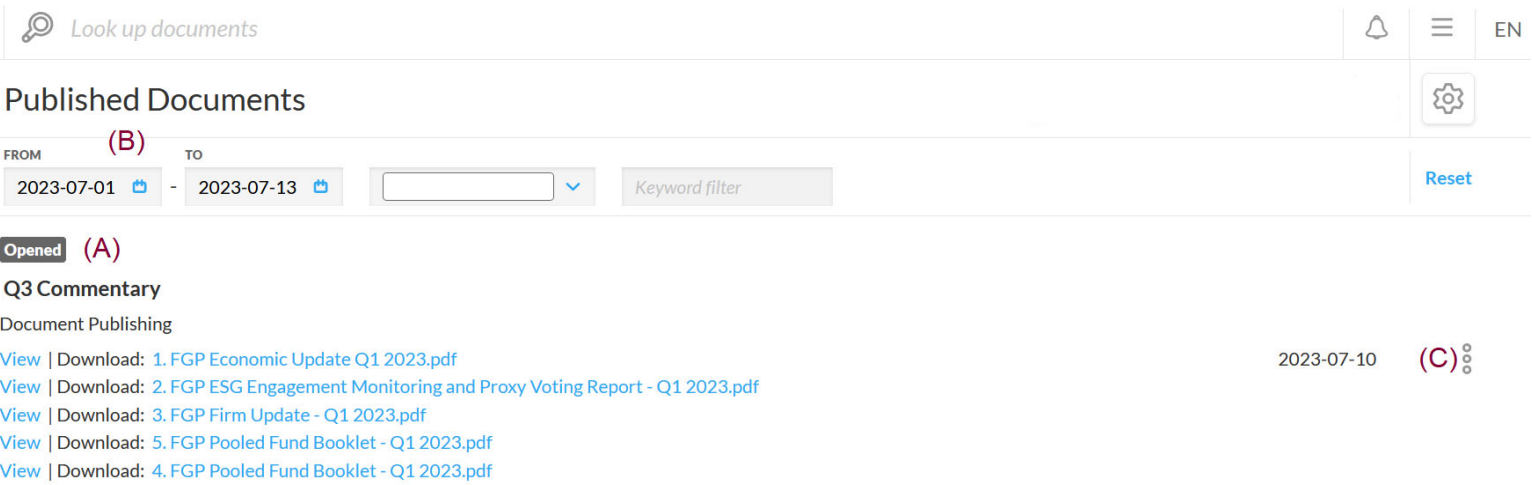 Look up documents
EN
Published Documents
(B)
FROM TO
2023-07-01 - 2023-07-13 Keyword filter Reset
Opened (A)
Q3 Commentary
Document Publishing
View | Download: 1. FGP Economic Update Q1 2023.pdf 2023-07-10 (C)
View | Download: 2. FGP ESG Engagement Monitoring and Proxy Voting Report - Q1 2023.pdf
View | Download: 3. FGP Firm Update - Q1 2023.pdf
View | Download: 5. FGP Pooled Fund Booklet - Q1 2023.pdf
View | Download: 4. FGP Pooled Fund Booklet - Q1 2023.pdf